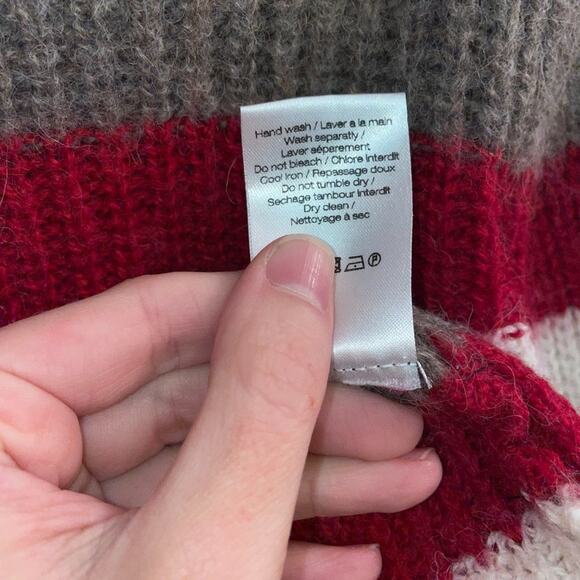 Hand wash / Laver a la main
Wash separatly /
Laver séparement
Do not bleach / Chlore interdit
Cool iron / Repassage doux
Do not tumble dry /
Sechage tambour interdit
Dry clean /
Nettoyage à sec
P